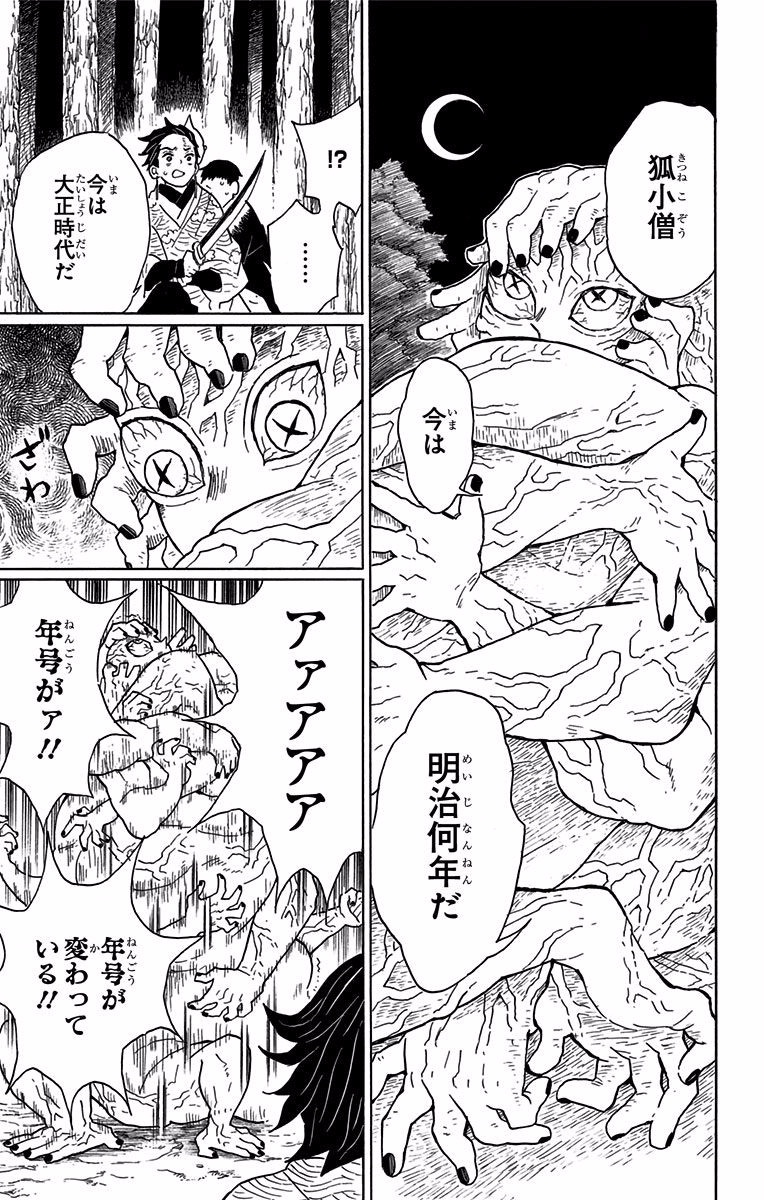 狐小僧
今は
明治何年だ
!?
……
今は
大正時代だ
ざわ
アァアアア
年号がァ!!
年号が
変わって
いる!!